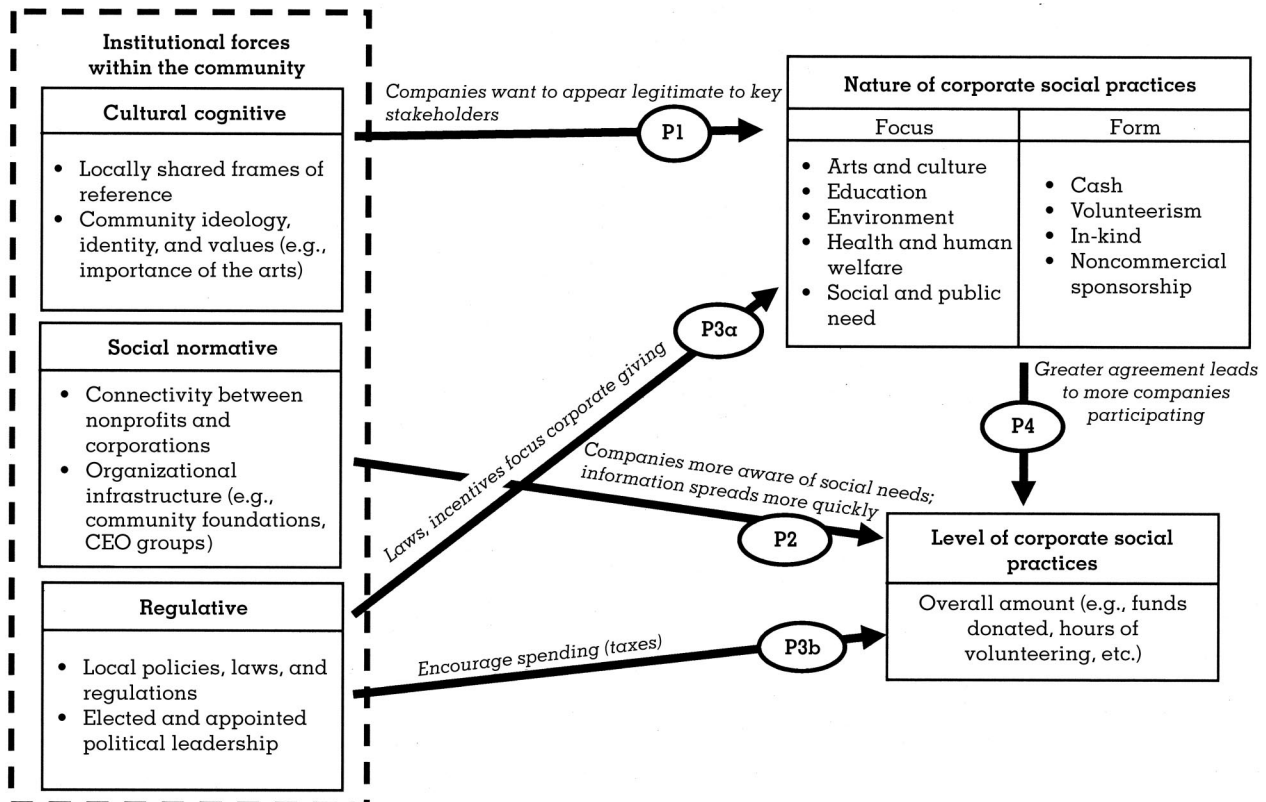 Institutional forces
within the community
Cultural cognitive
• Locally shared frames of
reference
• Community ideology,
identity, and values (e.g.,
importance of the arts)
Social normative
• Connectivity between
nonprofits and
corporations
• Organizational
infrastructure (e.g.,
community foundations,
CEO groups)
Regulative
• Local policies, laws, and
regulations
• Elected and appointed
political leadership
Companies want to appear legitimate to key
stakeholders
P1
Laws, incentives focus corporate giving
P3a
Companies more aware of social needs;
information spreads more quickly
P2
Encourage spending (taxes)
P3b
Nature of corporate social practices
Focus
• Arts and culture
• Education
• Environment
• Health and human
welfare
• Social and public
need
Form
• Cash
• Volunteerism
• In-kind
• Noncommercial
sponsorship
Greater agreement leads
to more companies
participating
P4
Level of corporate social
practices
Overall amount (e.g., funds
donated, hours of
volunteering, etc.)